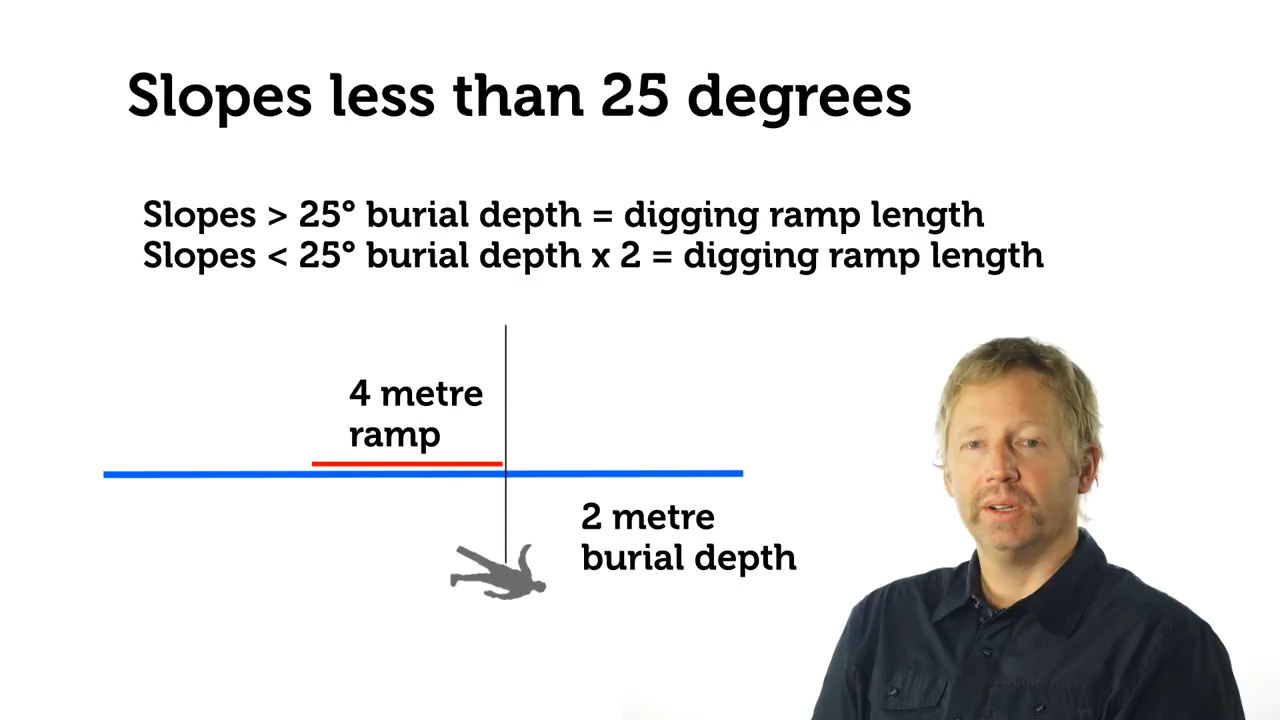 Slopes less than 25 degrees
Slopes > 25° burial depth = digging ramp length
Slopes < 25° burial depth x 2 = digging ramp length
4 metre
ramp
2 metre
burial depth